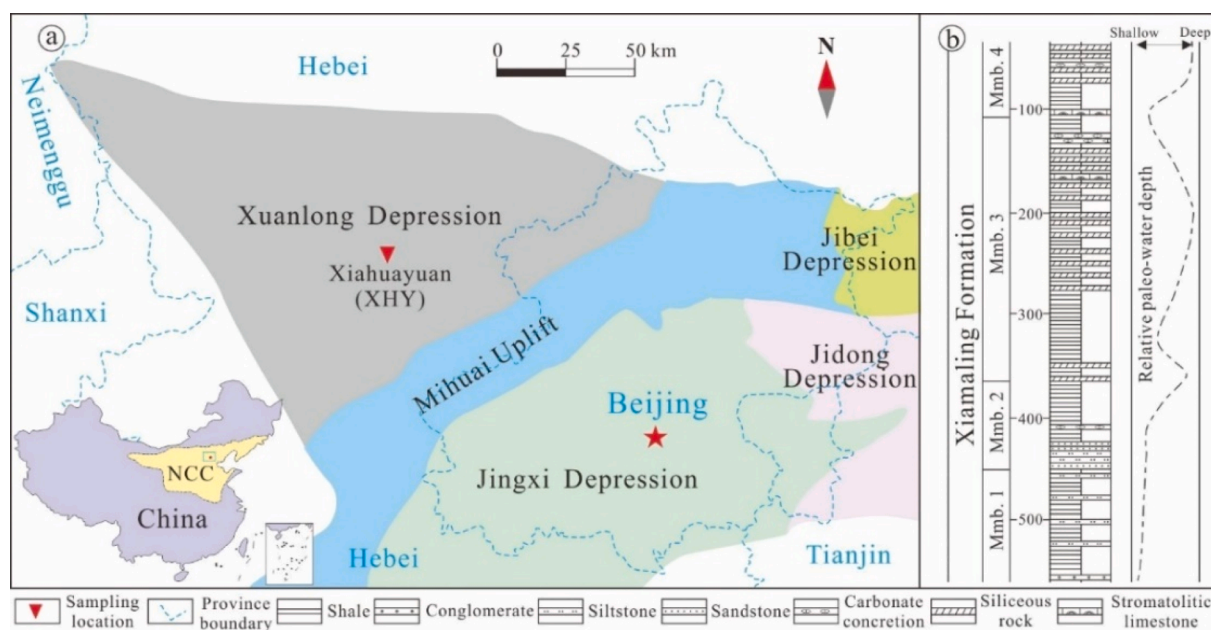 a
Hebei
0 25 50 km
N
Neimenggu
Xuanlong Depression
Xiahuayuan
(XHY)
Shanxi
Mihuai Uplift
Jibei
Depression
Jidong
Depression
Beijing
Jingxi Depression
NCC
China
Hebei
Tianjin
b
Shallow Deep
Xiamaling Formation
Mmb. 4
Mmb. 3
Mmb. 2
Mmb. 1
100
200
300
400
500
Relative paleo-water depth
Sampling location
Province boundary
Shale
Conglomerate
Siltstone
Sandstone
Carbonate concretion
Siliceous rock
Stromatolitic limestone